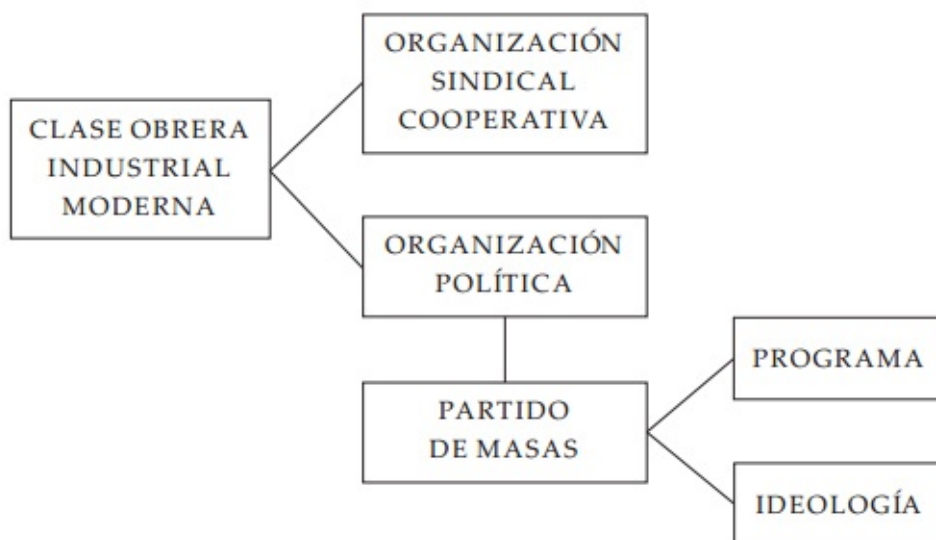 CLASE OBRERA
INDUSTRIAL
MODERNA
ORGANIZACIÓN
SINDICAL
COOPERATIVA
ORGANIZACIÓN
POLÍTICA
PARTIDO
DE MASAS
PROGRAMA
IDEOLOGÍA